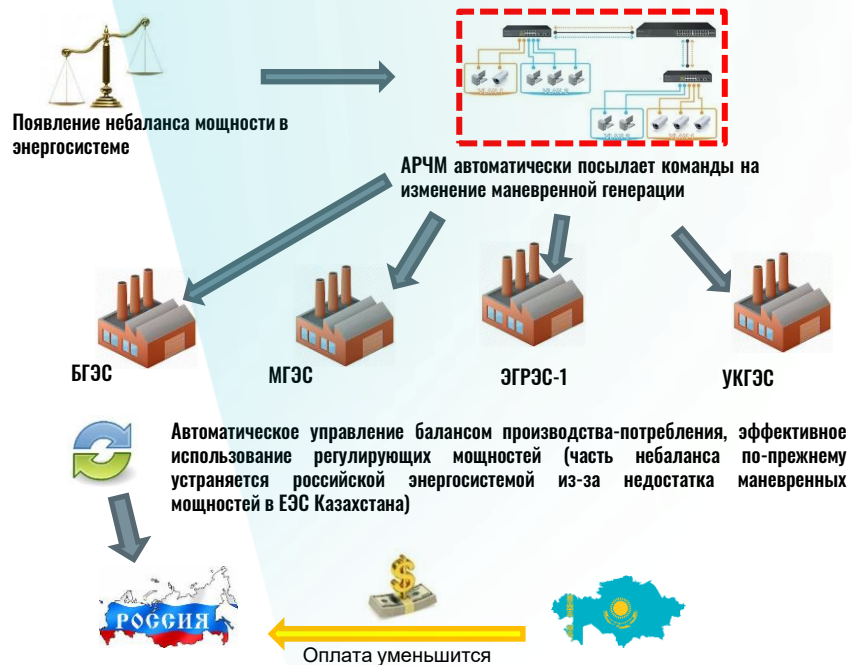 Появление небаланса мощности в
энергосистеме
АРЧМ автоматически посылает команды на
изменение маневренной генерации
БГЭС
МГЭС
ЭГРЭС-1
УКГЭС
Автоматическое управление балансом производства-потребления, эффективное
использование регулирующих мощностей (часть небаланса по-прежнему
устраняется российской энергосистемой из-за недостатка маневренных
мощностей в ЕЭС Казахстана)
РОССИЯ
Оплата уменьшится